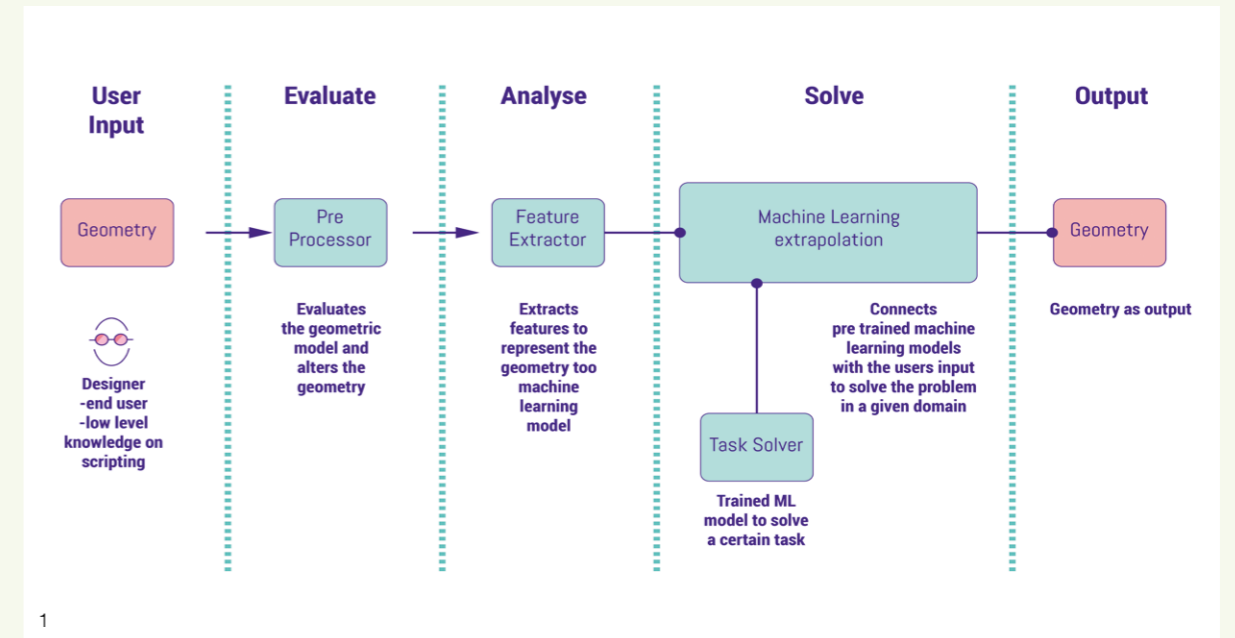 User
Input
Evaluate
Analyse
Solve
Output
Geometry
Pre
Processor
Feature
Extractor
Machine Learning
extrapolation
Geometry
Designer
-end user
-low level
knowledge on
scripting
Evaluates
the geometric
model and
alters the
geometry
Extracts
features to
represent the
geometry too
machine
learning
model
Connects
pre trained machine
learning models
with the users input
to solve the problem
in a given domain
Geometry as output
Task Solver
Trained ML
model to solve
a certain task
1